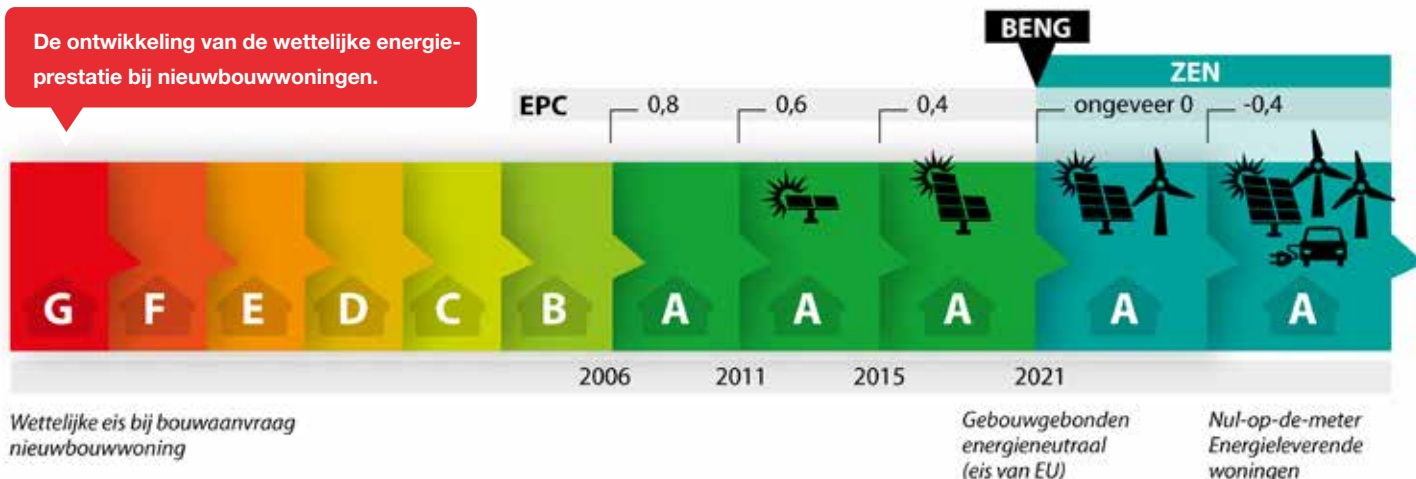 De ontwikkeling van de wettelijke energie-
prestatie bij nieuwbouwwoningen.
BENG
ZEN
EPC 0,8 0,6 0,4 ongeveer 0 -0,4
G F E D C B A A A A A
2006 2011 2015 2021
Wettelijke eis bij bouwaanvraag
nieuwbouwwoning
Gebouwgebonden
energieneutraal
(eis van EU)
Nul-op-de-meter
Energieleverende
woningen